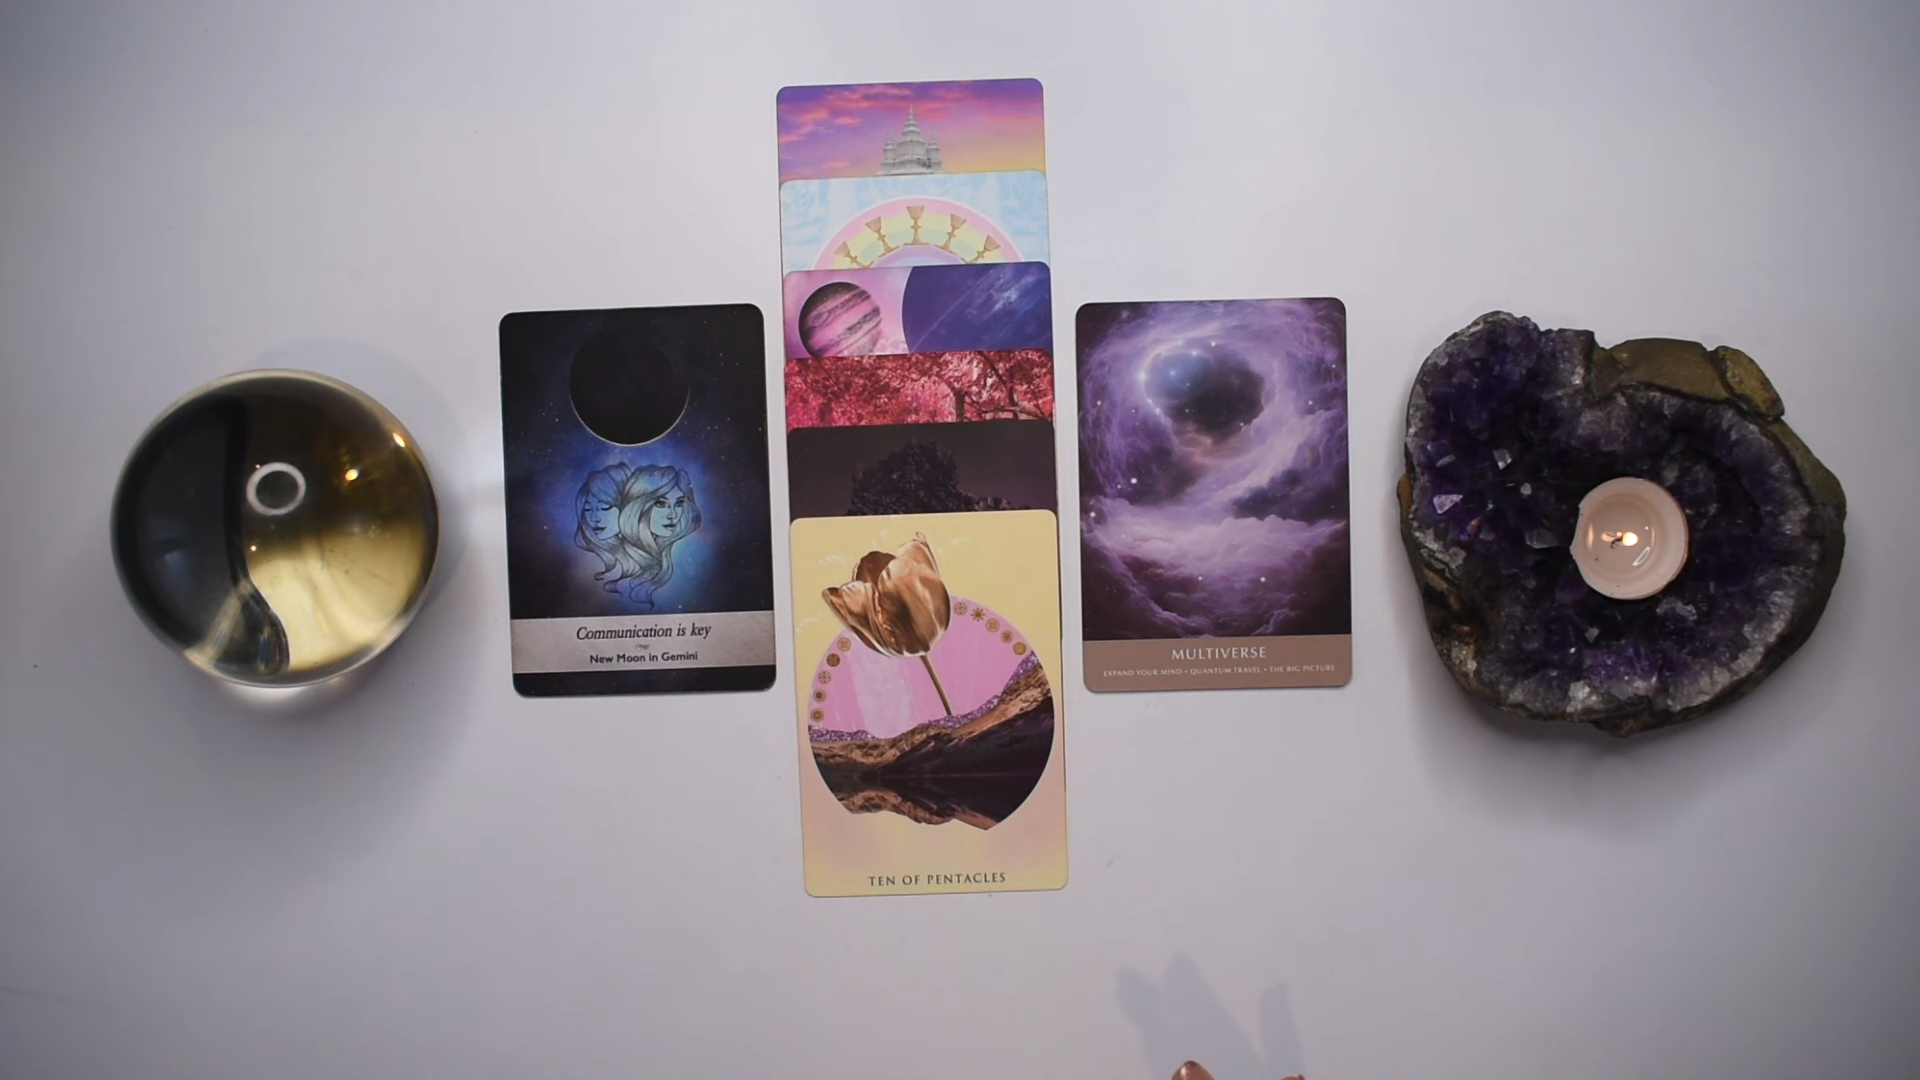 Communication is key
New Moon in Gemini
MULTIVERSE
EXPAND YOUR MIND • QUANTUM TRAVEL • THE BIG PICTURE
TEN OF PENTACLES